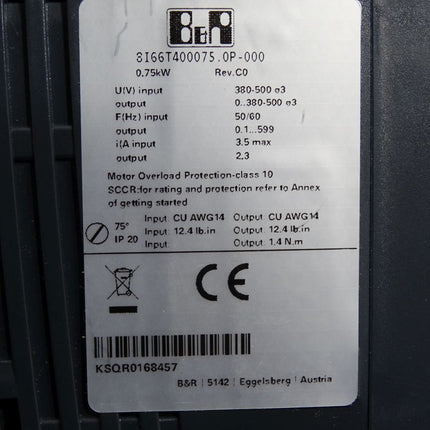 B&R
8I66T400075.0P-000
0.75kW Rev.C0
U(V) input 380-500 ø3
output 0..380-500 ø3
F(Hz) input 50/60
output 0.1...599
i(A input 3.5 max
output 2,3
Motor Overload Protection-class 10
SCCR:for rating and protection refer to Annex
of getting started
75° Input: CU AWG14 Output: CU AWG14
IP 20 Input: 12.4 lb.in Output: 12.4 lb.in
Input: Output: 1.4 N.m
CE
KSQR0168457
B&R | 5142 | Eggelsberg | Austria